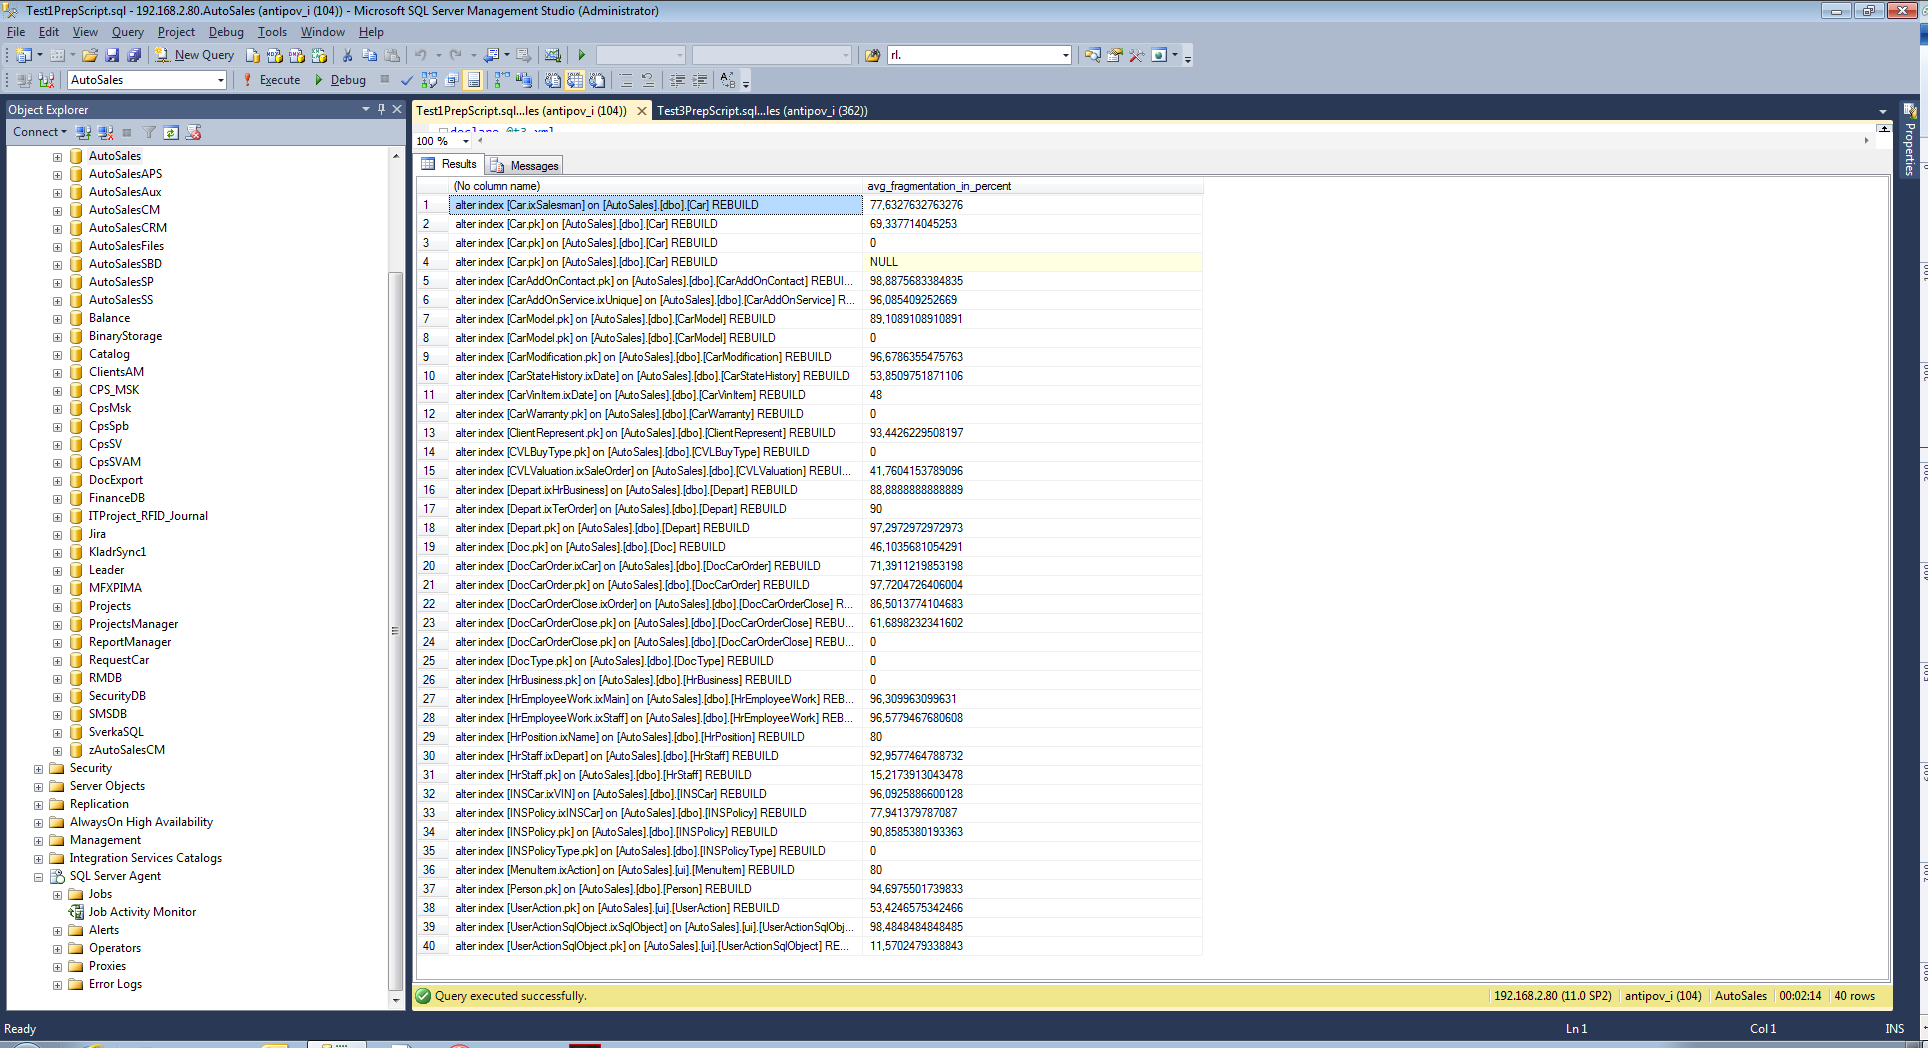 Test1PrepScript.sql - 192.168.2.80.AutoSales (antipov_i (104)) - Microsoft SQL Server Management Studio (Administrator)
File Edit View Query Project Debug Tools Window Help
New Query
rl.
AutoSales
Execute
Debug
Object Explorer
Connect
AutoSales
AutoSalesAPS
AutoSalesAux
AutoSalesCM
AutoSalesCRM
AutoSalesFiles
AutoSalesSBD
AutoSalesSP
AutoSalesSS
Balance
BinaryStorage
Catalog
ClientsAM
CPS_MSK
CpsMsk
CpsSpb
CpsSV
CpsSVAM
DocExport
FinanceDB
ITProject_RFID_Journal
Jira
KladrSync1
Leader
MFXPIMA
Projects
ProjectsManager
ReportManager
RequestCar
RMDB
SecurityDB
SMSDB
SverkaSQL
zAutoSalesCM
Security
Server Objects
Replication
AlwaysOn High Availability
Management
Integration Services Catalogs
SQL Server Agent
Jobs
Job Activity Monitor
Alerts
Operators
Proxies
Error Logs
Test1PrepScript.sql...les (antipov_i (104)) Test3PrepScript.sql...les (antipov_i (362))
declare @t3 xml
100 %
Results Messages
(No column name) avg_fragmentation_in_percent
1 alter index [Car.ixSalesman] on [AutoSales].[dbo].[Car] REBUILD 77,6327632763276
2 alter index [Car.pk] on [AutoSales].[dbo].[Car] REBUILD 69,337714045253
3 alter index [Car.pk] on [AutoSales].[dbo].[Car] REBUILD 0
4 alter index [Car.pk] on [AutoSales].[dbo].[Car] REBUILD NULL
5 alter index [CarAddOnContact.pk] on [AutoSales].[dbo].[CarAddOnContact] REBUI... 98,8875683384835
6 alter index [CarAddOnService.ixUnique] on [AutoSales].[dbo].[CarAddOnService] R... 96,085409252669
7 alter index [CarModel.pk] on [AutoSales].[dbo].[CarModel] REBUILD 89,1089108910891
8 alter index [CarModel.pk] on [AutoSales].[dbo].[CarModel] REBUILD 0
9 alter index [CarModification.pk] on [AutoSales].[dbo].[CarModification] REBUILD 96,6786355475763
10 alter index [CarStateHistory.ixDate] on [AutoSales].[dbo].[CarStateHistory] REBUILD 53,8509751871106
11 alter index [CarVinItem.ixDate] on [AutoSales].[dbo].[CarVinItem] REBUILD 48
12 alter index [CarWarranty.pk] on [AutoSales].[dbo].[CarWarranty] REBUILD 0
13 alter index [ClientRepresent.pk] on [AutoSales].[dbo].[ClientRepresent] REBUILD 93,4426229508197
14 alter index [CVLBuyType.pk] on [AutoSales].[dbo].[CVLBuyType] REBUILD 0
15 alter index [CVLValuation.ixSaleOrder] on [AutoSales].[dbo].[CVLValuation] REBUI... 41,7604153789096
16 alter index [Depart.ixHrBusiness] on [AutoSales].[dbo].[Depart] REBUILD 88,8888888888889
17 alter index [Depart.ixTerOrder] on [AutoSales].[dbo].[Depart] REBUILD 90
18 alter index [Depart.pk] on [AutoSales].[dbo].[Depart] REBUILD 97,2972972972973
19 alter index [Doc.pk] on [AutoSales].[dbo].[Doc] REBUILD 46,1035681054291
20 alter index [DocCarOrder.ixCar] on [AutoSales].[dbo].[DocCarOrder] REBUILD 71,3911219853198
21 alter index [DocCarOrder.pk] on [AutoSales].[dbo].[DocCarOrder] REBUILD 97,7204726406004
22 alter index [DocCarOrderClose.ixOrder] on [AutoSales].[dbo].[DocCarOrderClose] R... 86,5013774104683
23 alter index [DocCarOrderClose.pk] on [AutoSales].[dbo].[DocCarOrderClose] REBU... 61,6898232341602
24 alter index [DocCarOrderClose.pk] on [AutoSales].[dbo].[DocCarOrderClose] REBU... 0
25 alter index [DocType.pk] on [AutoSales].[dbo].[DocType] REBUILD 0
26 alter index [HrBusiness.pk] on [AutoSales].[dbo].[HrBusiness] REBUILD 0
27 alter index [HrEmployeeWork.ixMain] on [AutoSales].[dbo].[HrEmployeeWork] REB... 96,309963099631
28 alter index [HrEmployeeWork.ixStaff] on [AutoSales].[dbo].[HrEmployeeWork] REB... 96,5779467680608
29 alter index [HrPosition.ixName] on [AutoSales].[dbo].[HrPosition] REBUILD 80
30 alter index [HrStaff.ixDepart] on [AutoSales].[dbo].[HrStaff] REBUILD 92,9577464788732
31 alter index [HrStaff.pk] on [AutoSales].[dbo].[HrStaff] REBUILD 15,2173913043478
32 alter index [INSCar.ixVIN] on [AutoSales].[dbo].[INSCar] REBUILD 96,0925886600128
33 alter index [INSPolicy.ixINSCar] on [AutoSales].[dbo].[INSPolicy] REBUILD 77,941379787087
34 alter index [INSPolicy.pk] on [AutoSales].[dbo].[INSPolicy] REBUILD 90,8585380193363
35 alter index [INSPolicyType.pk] on [AutoSales].[dbo].[INSPolicyType] REBUILD 0
36 alter index [MenuItem.ixAction] on [AutoSales].[ui].[MenuItem] REBUILD 80
37 alter index [Person.pk] on [AutoSales].[dbo].[Person] REBUILD 94,6975501739833
38 alter index [UserAction.pk] on [AutoSales].[ui].[UserAction] REBUILD 53,4246575342466
39 alter index [UserActionSqlObject.ixSqlObject] on [AutoSales].[ui].[UserActionSqlObj... 98,4848484848485
40 alter index [UserActionSqlObject.pk] on [AutoSales].[ui].[UserActionSqlObject] RE... 11,5702479338843
Query executed successfully.
192.168.2.80 (11.0 SP2) antipov_i (104) AutoSales 00:02:14 40 rows
Ready Ln 1 Col 1 INS
Properties